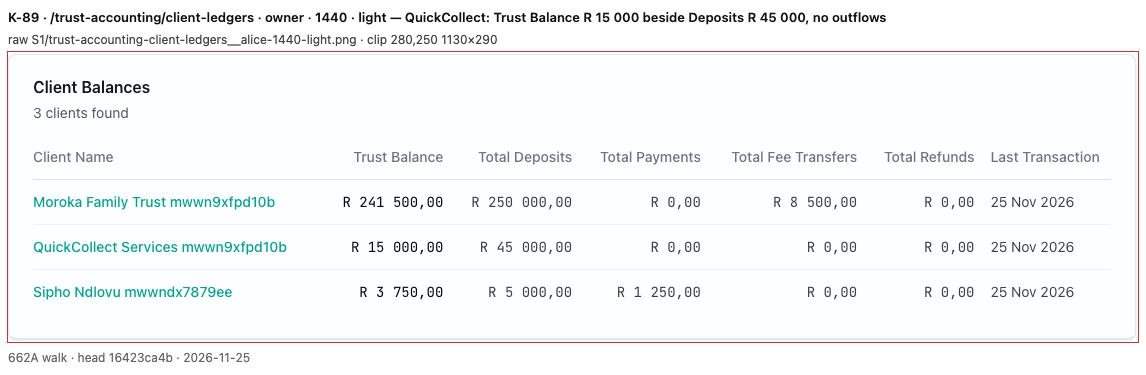 K-89 · /trust-accounting/client-ledgers · owner · 1440 · light — QuickCollect: Trust Balance R 15 000 beside Deposits R 45 000, no outflows
raw S1/trust-accounting-client-ledgers__alice-1440-light.png · clip 280,250 1130×290
Client Balances
3 clients found
Client Name Trust Balance Total Deposits Total Payments Total Fee Transfers Total Refunds Last Transaction
Moroka Family Trust mwwn9xfpd10b R 241 500,00 R 250 000,00 R 0,00 R 8 500,00 R 0,00 25 Nov 2026
QuickCollect Services mwwn9xfpd10b R 15 000,00 R 45 000,00 R 0,00 R 0,00 R 0,00 25 Nov 2026
Sipho Ndlovu mwwndx7879ee R 3 750,00 R 5 000,00 R 1 250,00 R 0,00 R 0,00 25 Nov 2026
662A walk · head 16423ca4b · 2026-11-25